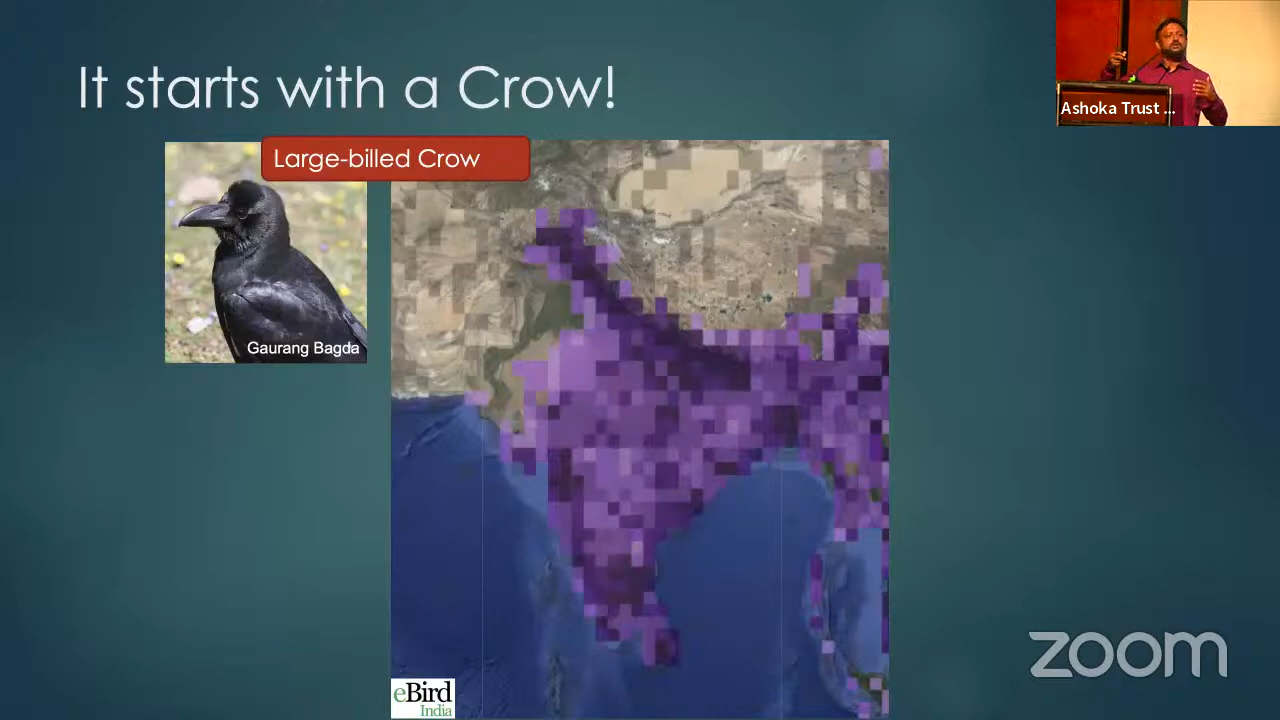 It starts with a Crow!
Ashoka Trust ...
Large-billed Crow
Gaurang Bagda
zoom
eBird
India